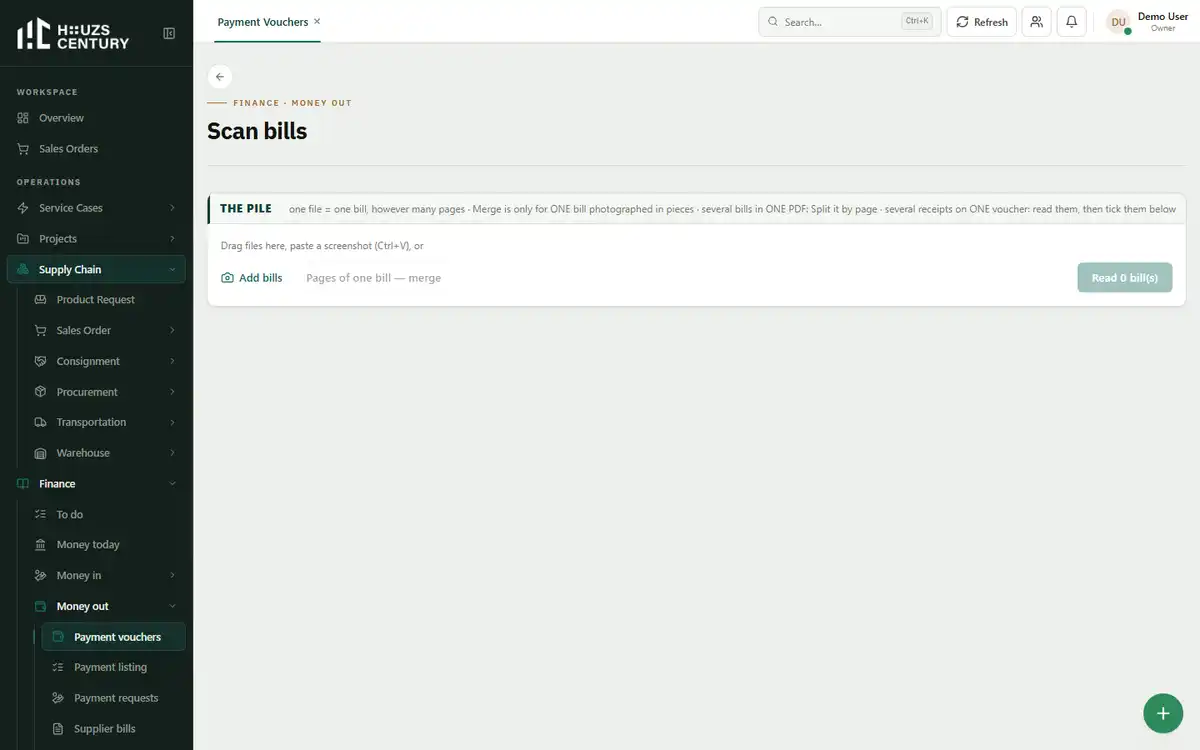 HOUZS
CENTURY
Payment Vouchers ×
Search...
Ctrl+K
Refresh
DU
Demo User
Owner
WORKSPACE
Overview
Sales Orders
OPERATIONS
Service Cases
Projects
Supply Chain
Product Request
Sales Order
Consignment
Procurement
Transportation
Warehouse
Finance
To do
Money today
Money in
Money out
Payment vouchers
Payment listing
Payment requests
Supplier bills
FINANCE · MONEY OUT
Scan bills
THE PILE one file = one bill, however many pages · Merge is only for ONE bill photographed in pieces · several bills in ONE PDF: Split it by page · several receipts on ONE voucher: read them, then tick them below
Drag files here, paste a screenshot (Ctrl+V), or
Add bills
Pages of one bill — merge
Read 0 bill(s)